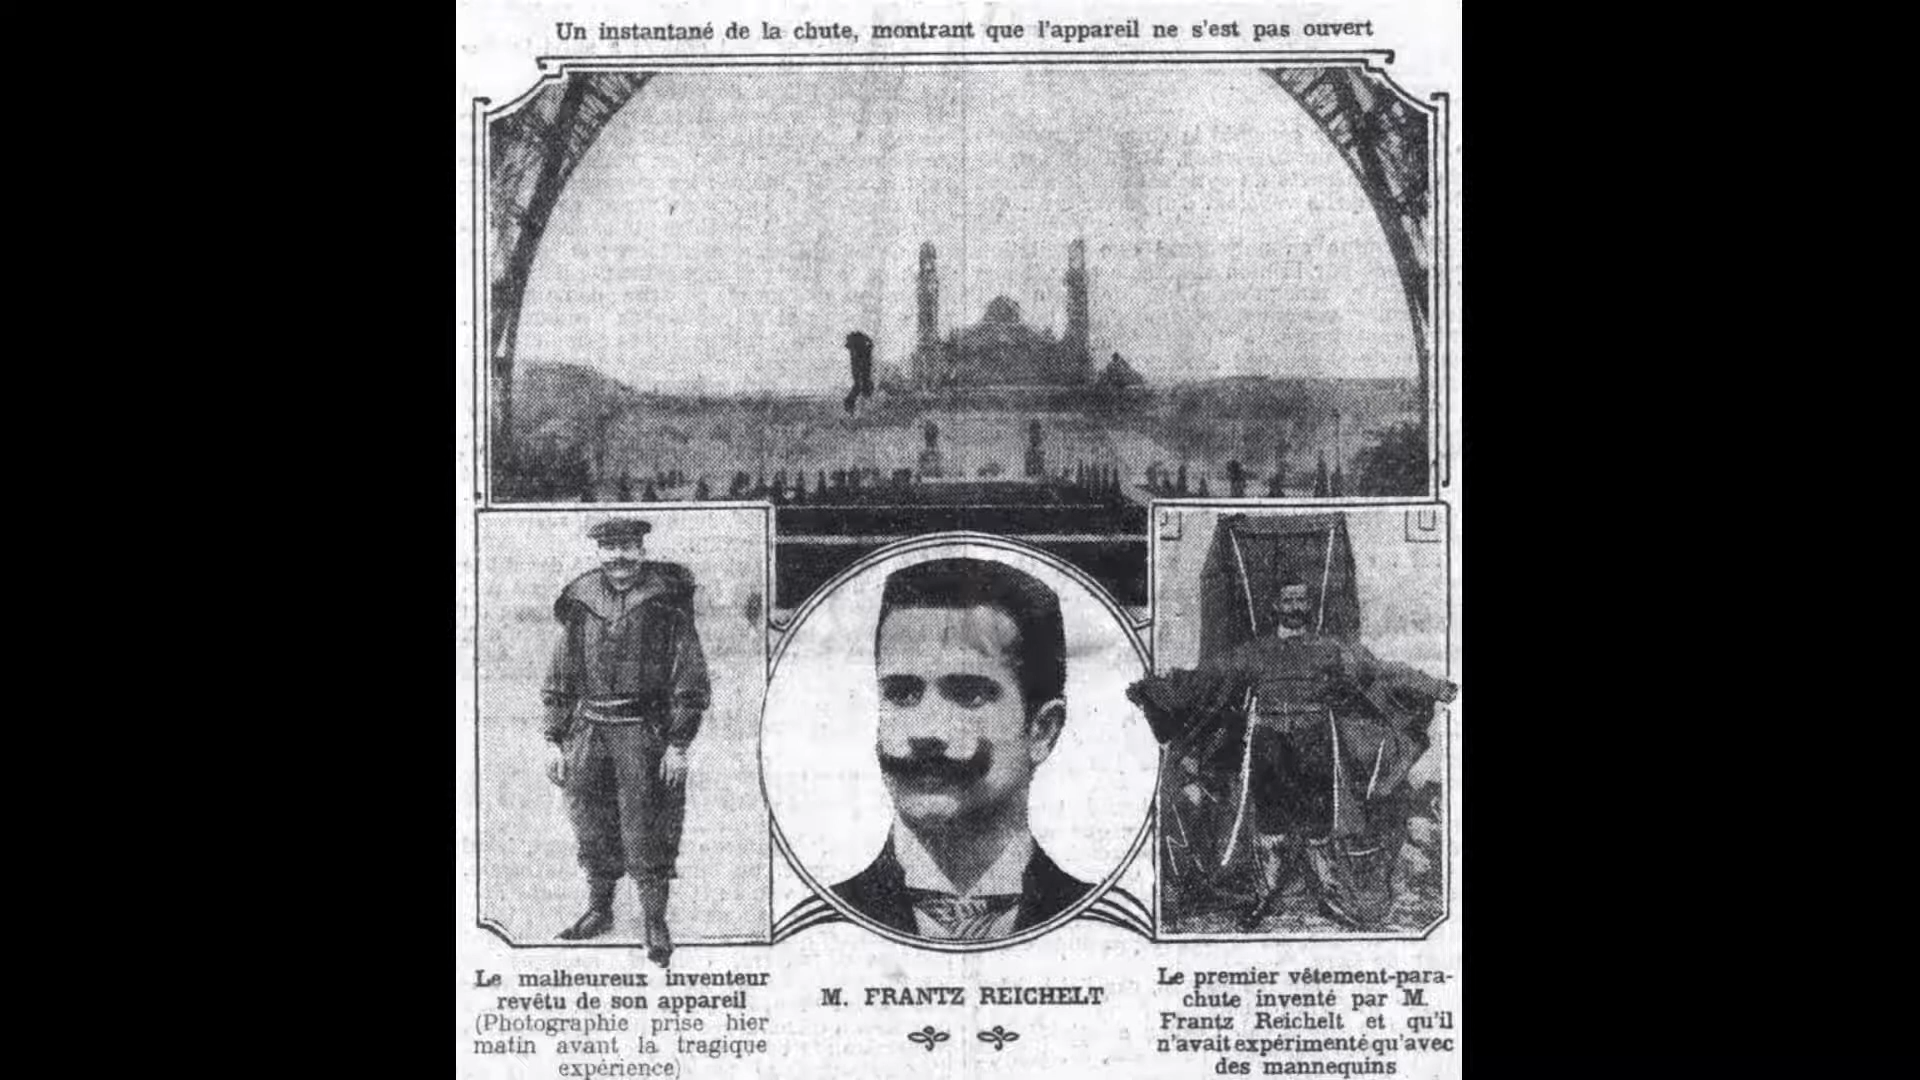 Un instantané de la chute, montrant que l'appareil ne s'est pas ouvert
Le malheureux inventeur
revêtu de son appareil
(Photographie prise hier
matin avant la tragique
expérience)
M. FRANTZ REICHELT
Le premier vêtement-para-
chute inventé par M.
Frantz Reichelt et qu'il
n'avait expérimenté qu'avec
des mannequins